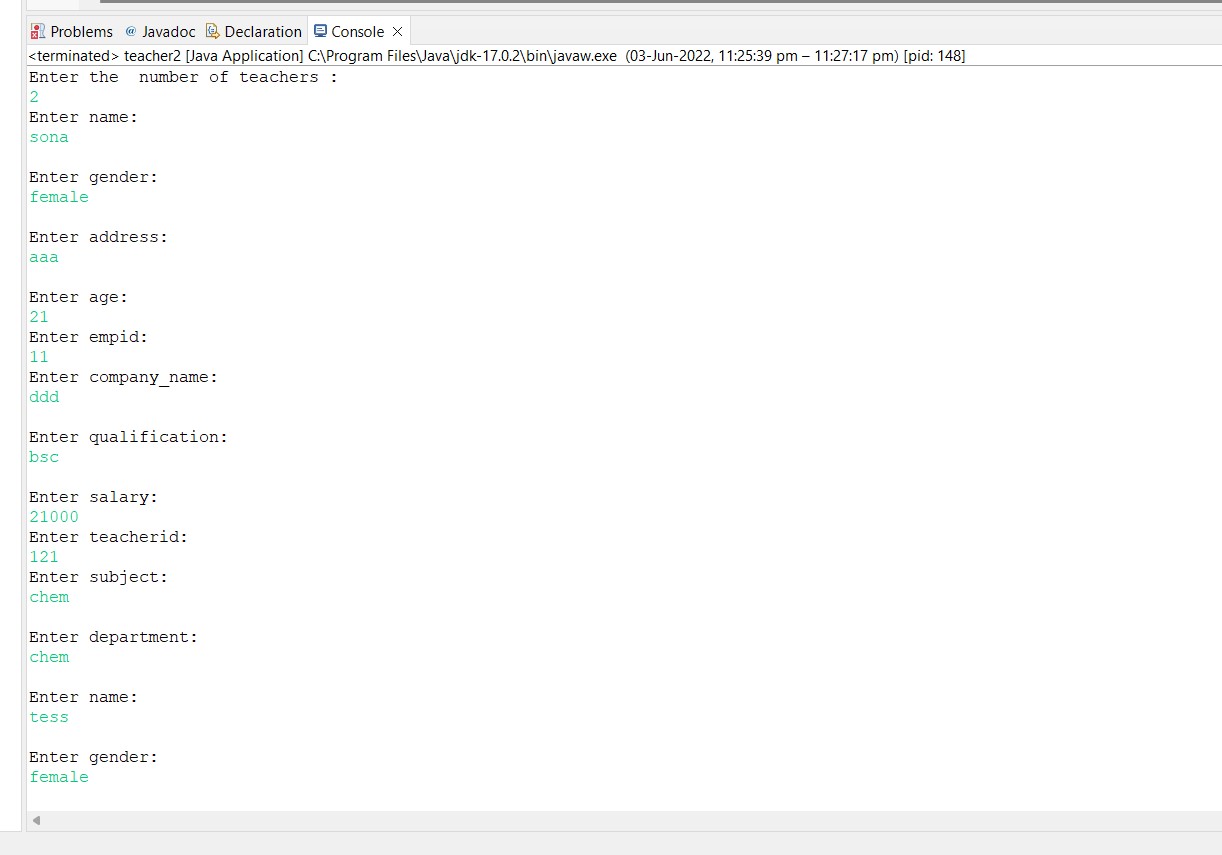 Problems @ Javadoc Declaration Console
<terminated> teacher2 [Java Application] C:\Program Files\Java\jdk-17.0.2\bin\javaw.exe (03-Jun-2022, 11:25:39 pm – 11:27:17 pm) [pid: 148]
Enter the  number of teachers :
2
Enter name:
sona
Enter gender:
female
Enter address:
aaa
Enter age:
21
Enter empid:
11
Enter company_name:
ddd
Enter qualification:
bsc
Enter salary:
21000
Enter teacherid:
121
Enter subject:
chem
Enter department:
chem
Enter name:
tess
Enter gender:
female